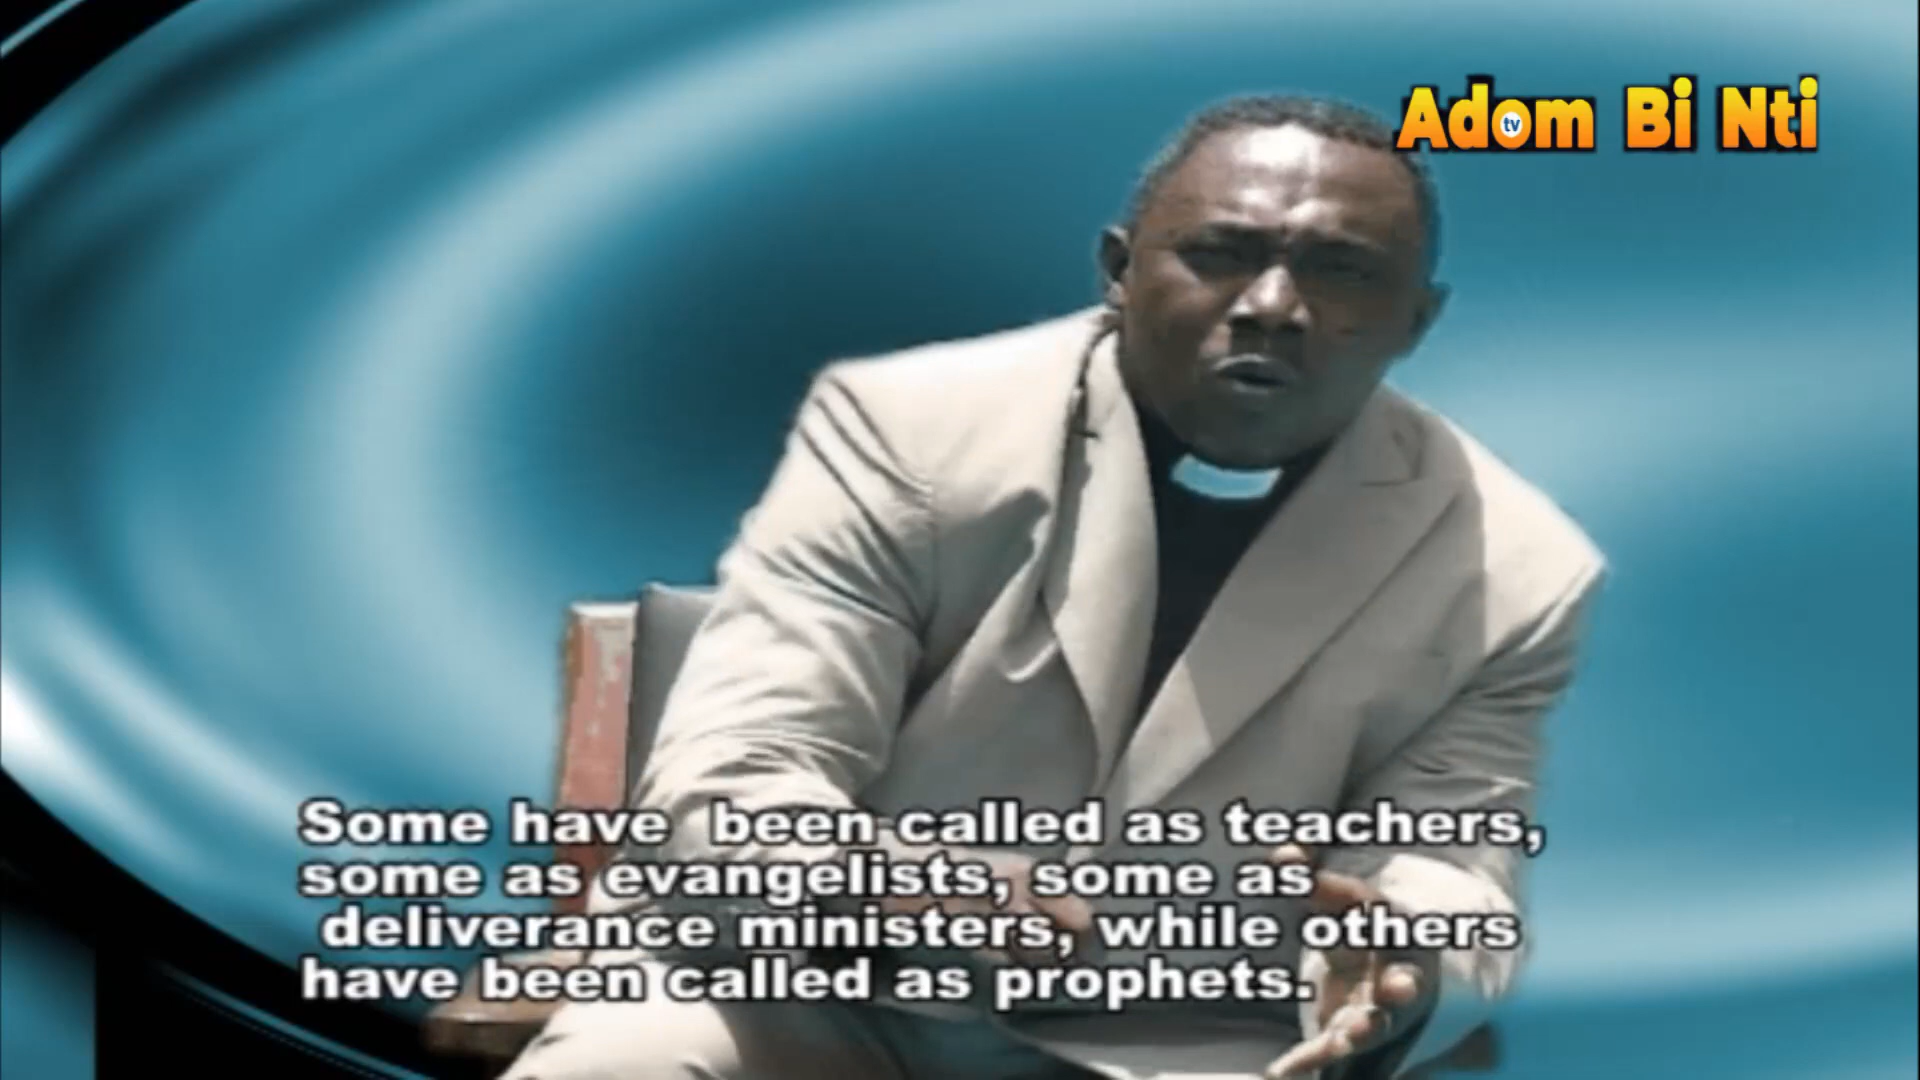 Adom Bi Nti
tv
Some have been called as teachers,
some as evangelists, some as
deliverance ministers, while others
have been called as prophets.